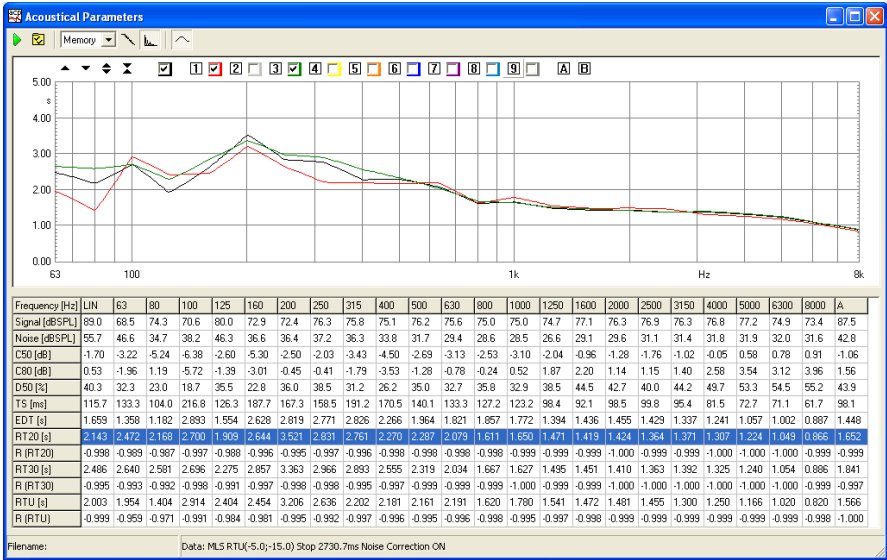 Acoustical Parameters
Memory
1 2 3 4 5 6 7 8 9 A B
5.00
s
4.00
3.00
2.00
1.00
0.00
63 100 1k Hz 8k
Frequency [Hz] LIN 63 80 100 125 160 200 250 315 400 500 630 800 1000 1250 1600 2000 2500 3150 4000 5000 6300 8000 A
Signal [dBSPL] 89.0 68.5 74.3 70.6 80.0 72.9 72.4 76.3 75.8 75.1 76.2 75.6 75.0 75.0 74.7 77.1 76.3 76.9 76.3 76.8 77.2 74.9 72.4 87.5
Noise [dBSPL] 55.7 46.6 34.7 38.2 46.3 36.6 36.4 37.2 36.3 33.8 31.7 29.4 28.6 28.5 26.6 29.1 29.6 31.1 31.4 31.8 31.9 32.0 31.6 42.8
C50 [dB] -1.70 -3.22 -5.24 -6.38 -2.60 -5.30 -2.50 -2.03 -3.43 -4.50 -2.69 -3.13 -2.53 -3.10 -2.04 -0.96 -1.28 -1.76 -1.02 -0.05 0.58 0.78 0.91 -1.06
C80 [dB] 0.53 -1.96 1.19 -5.72 -1.39 -3.01 -0.45 -0.41 -1.79 -3.53 -1.28 -0.78 -0.24 0.52 1.87 2.20 1.14 1.15 1.40 2.58 3.54 3.12 3.96 1.56
D50 [%] 40.3 32.3 23.0 18.7 35.5 22.8 36.0 38.5 31.2 26.2 35.0 32.7 35.8 32.9 38.5 44.5 42.7 40.0 44.2 49.7 53.3 54.5 55.2 43.9
TS [ms] 115.7 133.3 104.0 216.8 126.3 187.7 167.3 158.5 191.2 170.5 140.1 133.3 127.2 123.2 98.4 92.1 98.5 99.8 95.4 81.5 72.7 71.1 61.7 98.1
EDT [s] 1.659 1.358 1.182 2.893 1.554 2.628 2.819 2.771 2.826 2.266 1.964 1.821 1.857 1.772 1.394 1.436 1.455 1.429 1.337 1.241 1.057 1.002 0.887 1.448
RT20 [s] 2.143 2.472 2.168 2.700 1.909 2.644 3.521 2.831 2.761 2.270 2.287 2.079 1.611 1.650 1.471 1.419 1.424 1.364 1.371 1.307 1.224 1.049 0.866 1.652
R (RT20) -0.998 -0.989 -0.987 -0.997 -0.988 -0.996 -0.995 -0.997 -0.996 -0.998 -0.998 -0.998 -0.998 -0.999 -0.999 -0.999 -1.000 -0.999 -0.999 -1.000 -1.000 -1.000 -0.999 -0.999
RT30 [s] 2.486 2.640 2.581 2.696 2.275 2.857 3.363 2.966 2.893 2.555 2.319 2.034 1.667 1.627 1.495 1.451 1.410 1.363 1.392 1.325 1.240 1.054 0.886 1.841
R (RT30) -0.995 -0.993 -0.992 -0.998 -0.991 -0.997 -0.998 -0.998 -0.995 -0.997 -0.999 -0.998 -0.999 -0.999 -0.999 -0.999 -1.000 -0.999 -0.999 -1.000 -1.000 -1.000 -0.999 -0.997
RTU [s] 2.003 1.954 1.404 2.914 2.404 2.454 3.206 2.636 2.202 2.181 2.161 2.191 1.620 1.780 1.541 1.472 1.481 1.455 1.300 1.250 1.166 1.020 0.820 1.566
R (RTU) -0.999 -0.959 -0.971 -0.991 -0.984 -0.981 -0.995 -0.992 -0.997 -0.996 -0.995 -0.996 -0.998 -0.995 -0.997 -0.998 -0.999 -0.999 -0.999 -0.999 -0.999 -0.999 -0.998 -1.000
Filename: Data: MLS RTU(-5.0;-15.0) Stop 2730.7ms Noise Correction ON